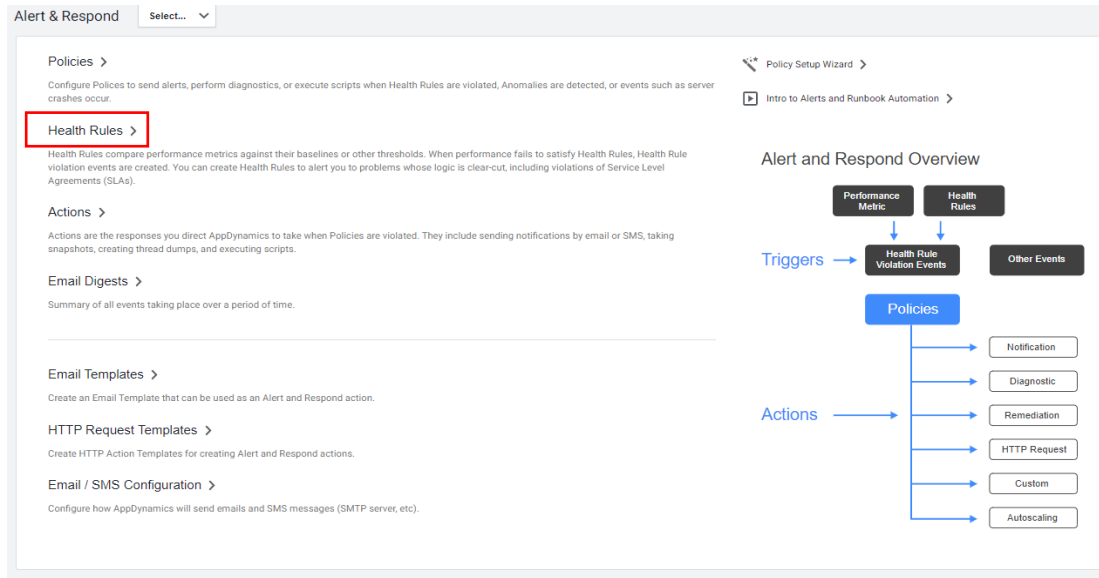 Alert & Respond
Select...
Policies
Configure Polices to send alerts, perform diagnostics, or execute scripts when Health Rules are violated, Anomalies are detected, or events such as server
crashes occur.
Health Rules
Health Rules compare performance metrics against their baselines or other thresholds. When performance fails to satisfy Health Rules, Health Rule
violation events are created. You can create Health Rules to alert you to problems whose logic is clear-cut, including violations of Service Level
Agreements (SLAs).
Actions
Actions are the responses you direct AppDynamics to take when Policies are violated. They include sending notifications by email or SMS, taking
snapshots, creating thread dumps, and executing scripts.
Email Digests
Summary of all events taking place over a period of time.
Email Templates
Create an Email Template that can be used as an Alert and Respond action.
HTTP Request Templates
Create HTTP Action Templates for creating Alert and Respond actions.
Email / SMS Configuration
Configure how AppDynamics will send emails and SMS messages (SMTP server, etc).
Policy Setup Wizard
Intro to Alerts and Runbook Automation
Alert and Respond Overview
Performance
Metric
Health
Rules
Triggers
Health Rule
Violation Events
Other Events
Policies
Actions
Notification
Diagnostic
Remediation
HTTP Request
Custom
Autoscaling